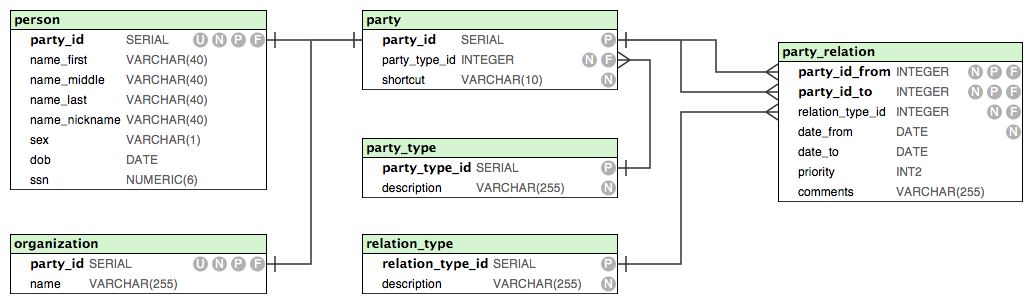 person
party_id SERIAL U N P F
name_first VARCHAR(40)
name_middle VARCHAR(40)
name_last VARCHAR(40)
name_nickname VARCHAR(40)
sex VARCHAR(1)
dob DATE
ssn NUMERIC(6)
organization
party_id SERIAL U N P F
name VARCHAR(255)
party
party_id SERIAL P
party_type_id INTEGER N F
shortcut VARCHAR(10) N
party_type
party_type_id SERIAL P
description VARCHAR(255) N
relation_type
relation_type_id SERIAL P
description VARCHAR(255) N
party_relation
party_id_from INTEGER N P F
party_id_to INTEGER N P F
relation_type_id INTEGER N F
date_from DATE N
date_to DATE
priority INT2
comments VARCHAR(255)